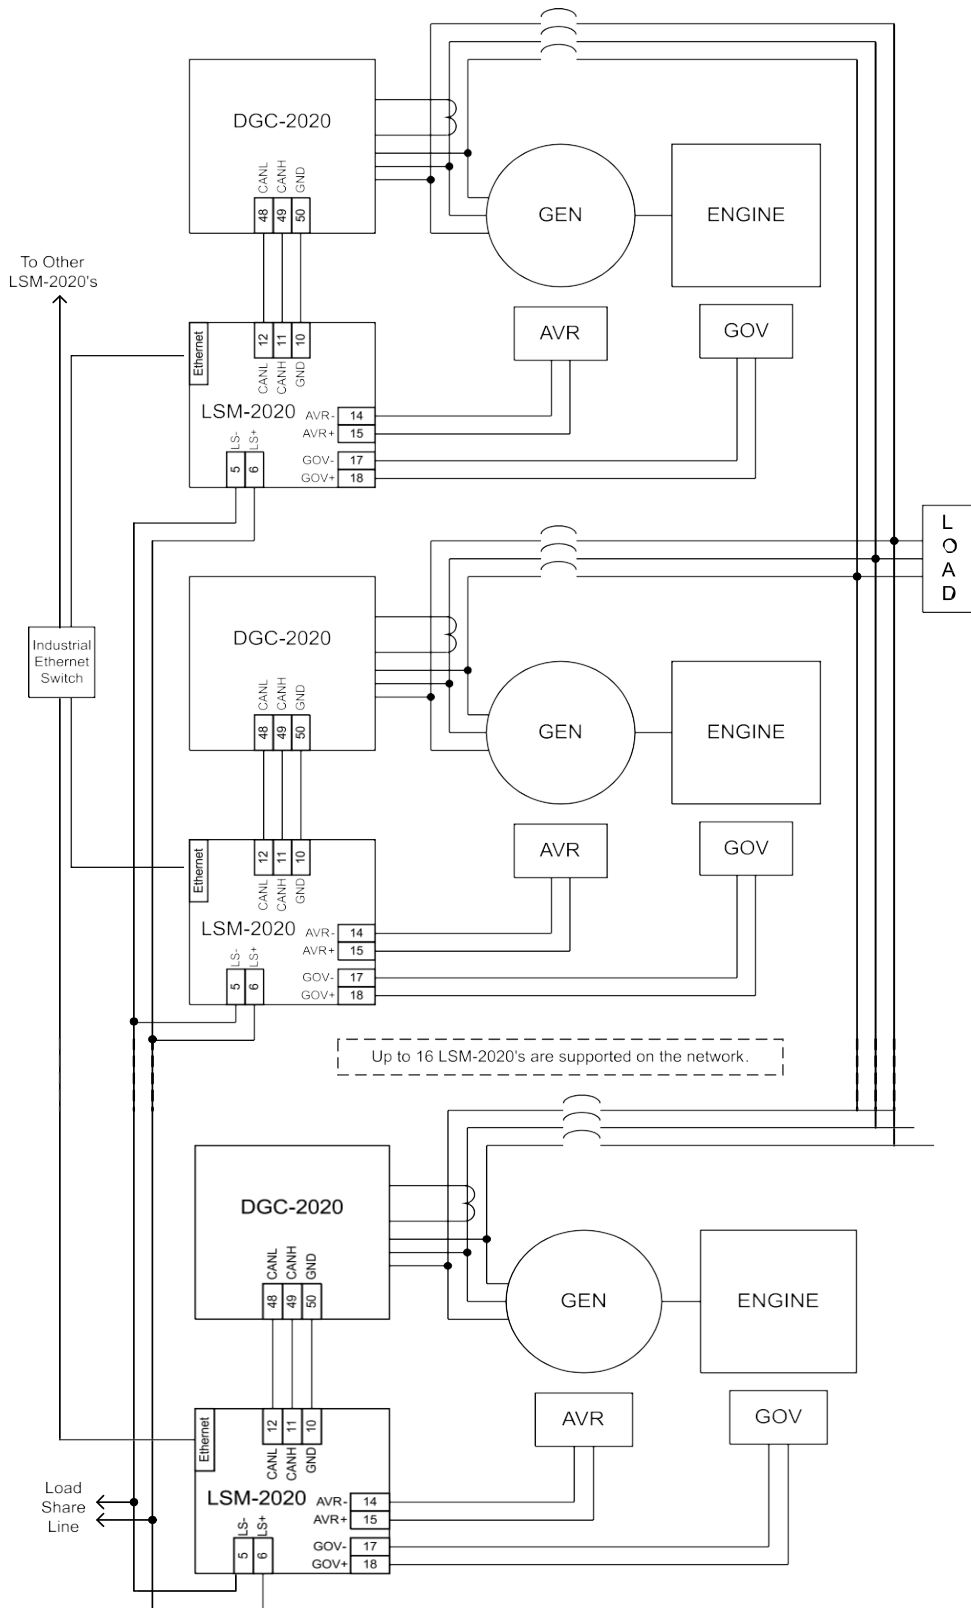 DGC-2020
CANL
CANH
GND
48
49
50
GEN
ENGINE
To Other
LSM-2020's
Ethernet
12
11
10
CANL
CANH
GND
AVR
GOV
LSM-2020
AVR- 14
AVR+ 15
LS-
LS+
5
6
GOV- 17
GOV+ 18
L
O
A
D
DGC-2020
CANL
CANH
GND
48
49
50
Industrial
Ethernet
Switch
GEN
ENGINE
Ethernet
12
11
10
CANL
CANH
GND
AVR
GOV
LSM-2020
AVR- 14
AVR+ 15
LS-
LS+
5
6
GOV- 17
GOV+ 18
Up to 16 LSM-2020's are supported on the network.
DGC-2020
CANL
CANH
GND
48
49
50
GEN
ENGINE
Ethernet
12
11
10
CANL
CANH
GND
AVR
GOV
Load
Share
Line
LSM-2020
AVR- 14
AVR+ 15
LS-
LS+
5
6
GOV- 17
GOV+ 18